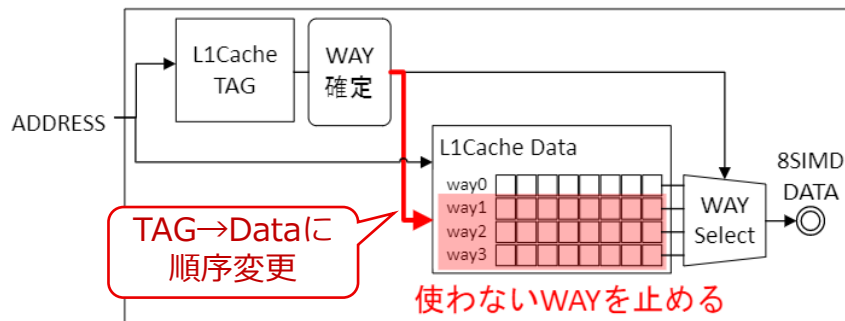 L1Cache
TAG
WAY
確定
ADDRESS
L1Cache Data
way0
way1
way2
way3
WAY
Select
8SIMD
DATA
TAG→Dataに
順序変更
使わないWAYを止める